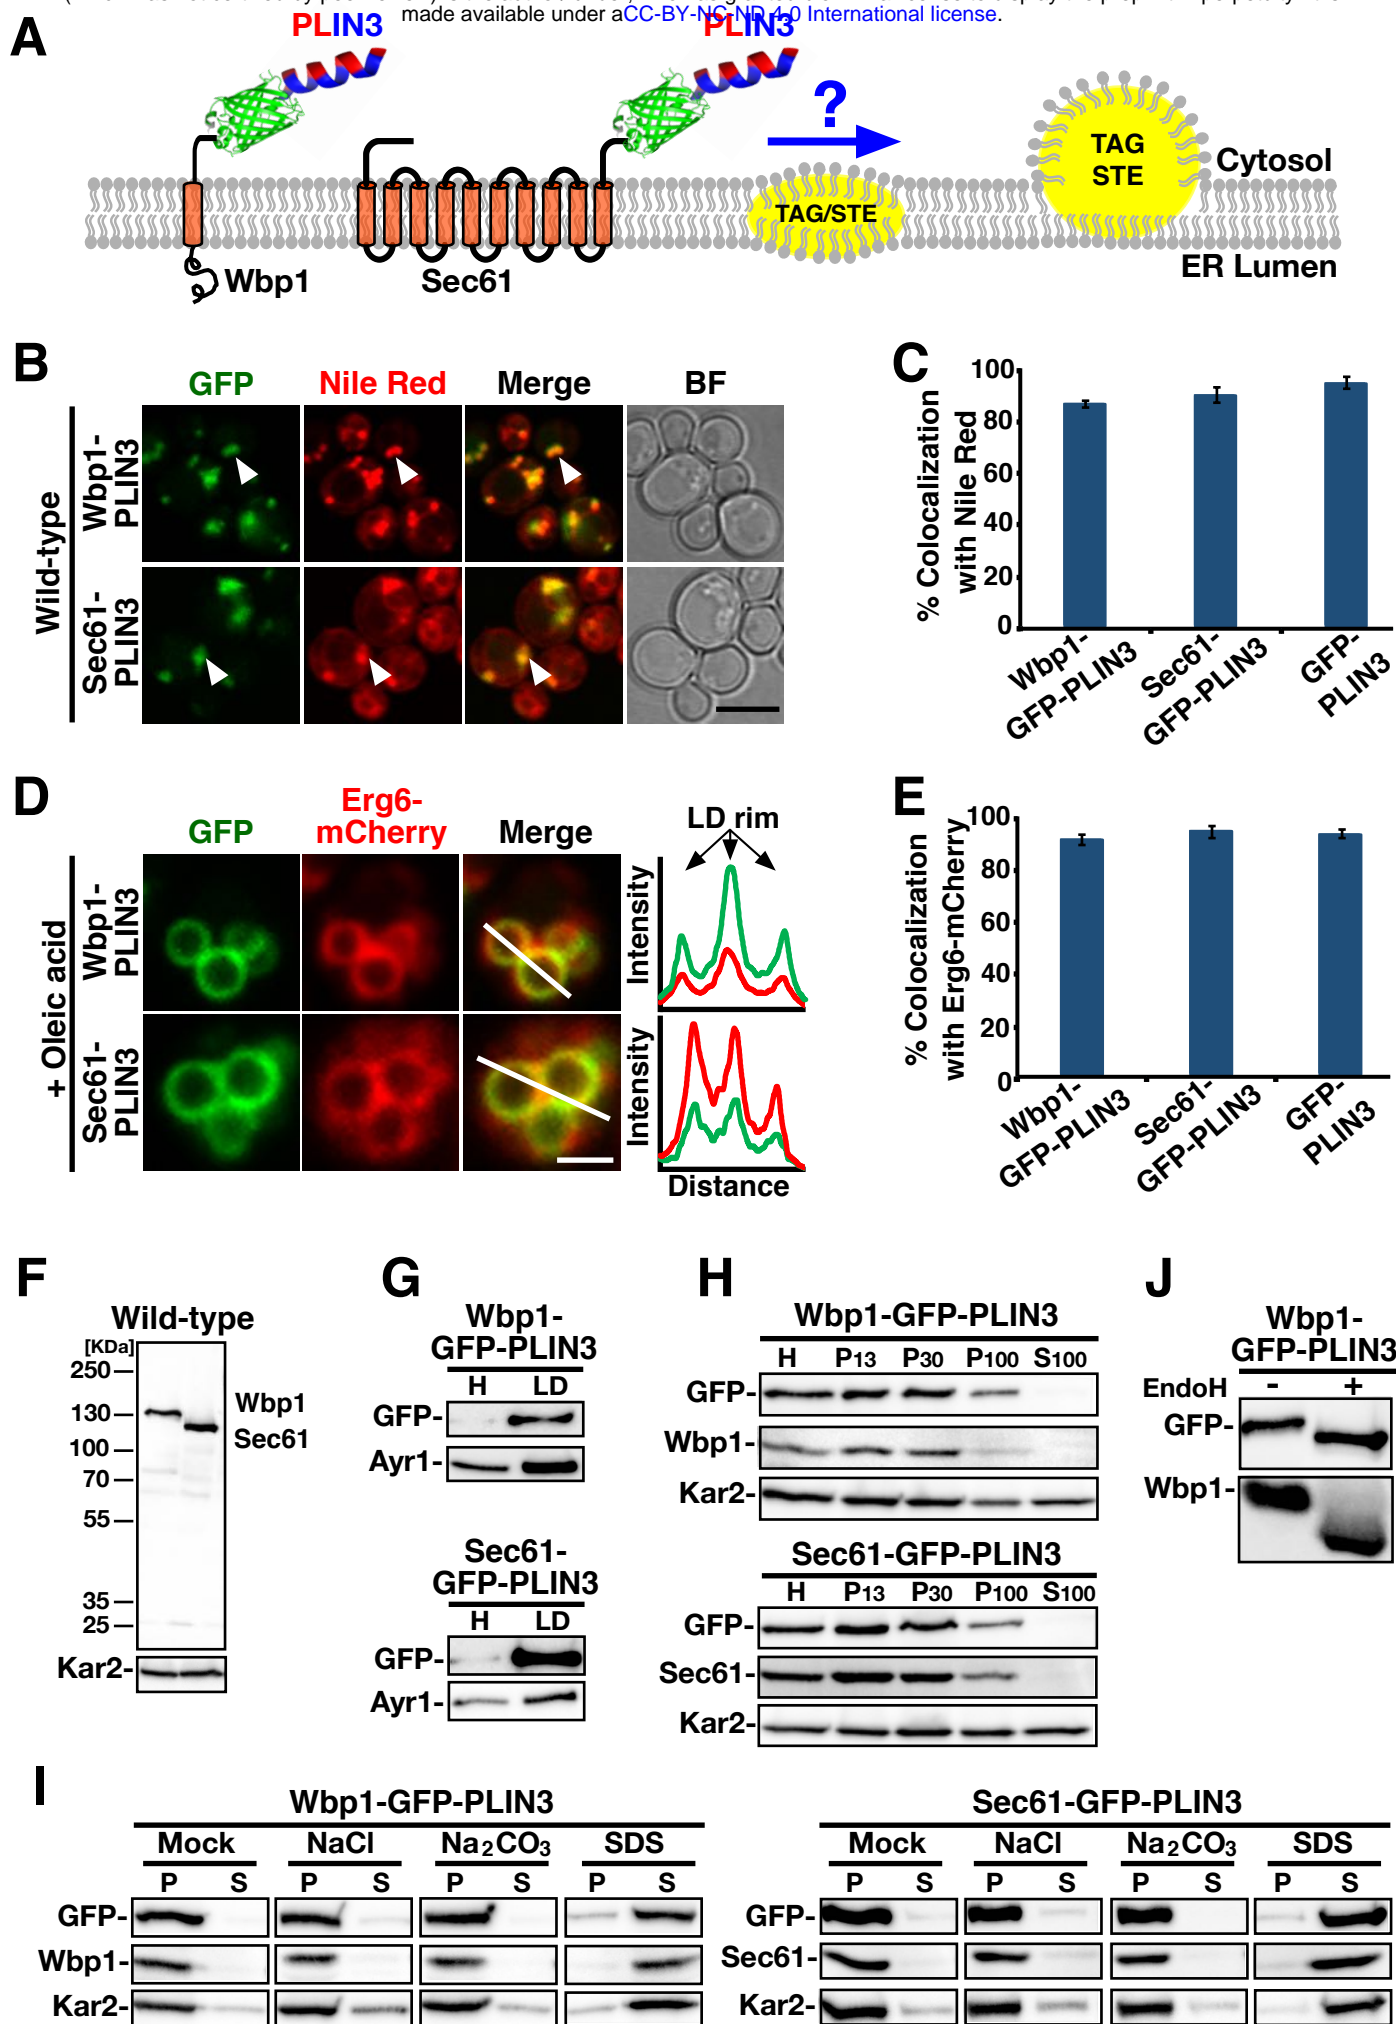 made available under aCC-BY-NC-ND 4.0 International license.
A
PLIN3
PLIN3
?
TAG
STE
Cytosol
TAG/STE
Wbp1
Sec61
ER Lumen
B
GFP
Nile Red
Merge
BF
Wild-type
Wbp1-
PLIN3
Sec61-
PLIN3
C
% Colocalization
with Nile Red
100
80
60
40
20
0
Wbp1-
GFP-PLIN3
Sec61-
GFP-PLIN3
GFP-
PLIN3
D
GFP
Erg6-
mCherry
Merge
LD rim
+ Oleic acid
Wbp1-
PLIN3
Sec61-
PLIN3
Intensity
Intensity
Distance
E
% Colocalization
with Erg6-mCherry
100
80
60
40
20
0
Wbp1-
GFP-PLIN3
Sec61-
GFP-PLIN3
GFP-
PLIN3
F
Wild-type
[KDa]
250
130
100
70
55
35
25
Wbp1
Sec61
Kar2-
G
Wbp1-
GFP-PLIN3
H LD
GFP-
Ayr1-
Sec61-
GFP-PLIN3
H LD
GFP-
Ayr1-
H
Wbp1-GFP-PLIN3
H P13 P30 P100 S100
GFP-
Wbp1-
Kar2-
Sec61-GFP-PLIN3
H P13 P30 P100 S100
GFP-
Sec61-
Kar2-
J
Wbp1-
GFP-PLIN3
EndoH - +
GFP-
Wbp1-
I
Wbp1-GFP-PLIN3
Mock NaCl Na2CO3 SDS
P S P S P S P S
GFP-
Wbp1-
Kar2-
Sec61-GFP-PLIN3
Mock NaCl Na2CO3 SDS
P S P S P S P S
GFP-
Sec61-
Kar2-